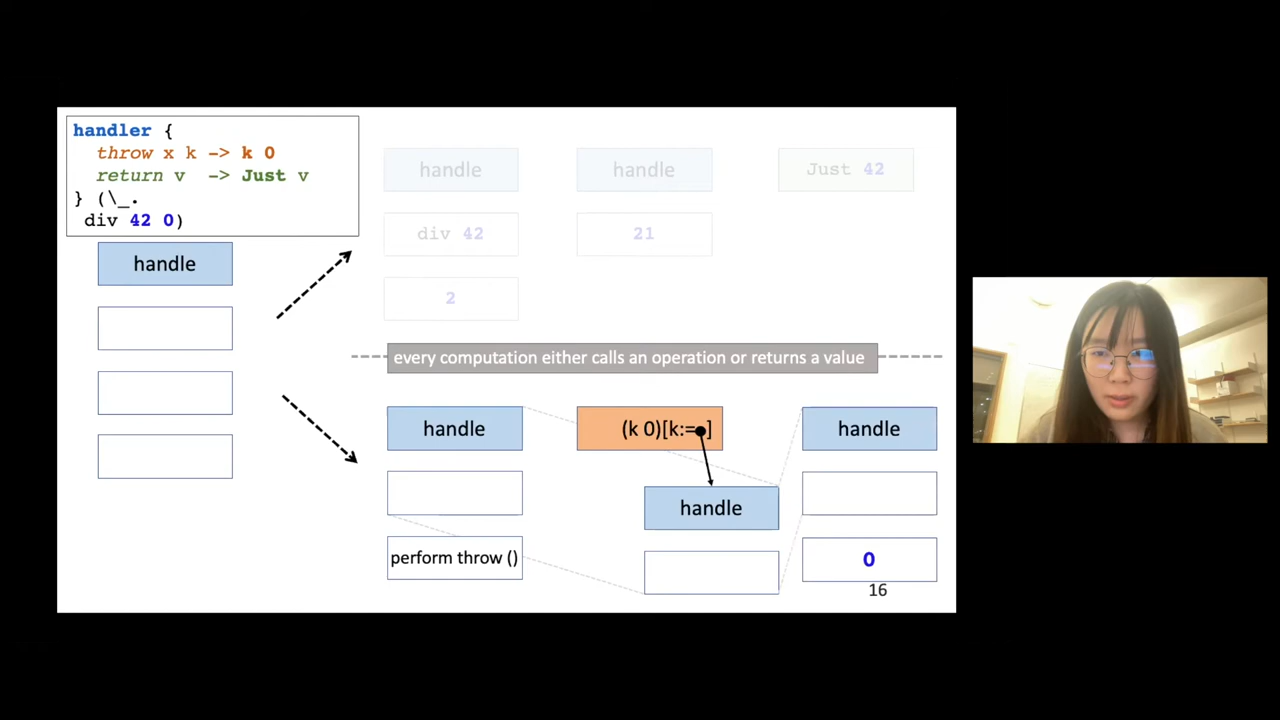 handler {
throw x k -> k 0
return v -> Just v
} (\_.
div 42 0)
handle
handle
handle
Just 42
div 42
21
2
every computation either calls an operation or returns a value
handle
(k 0)[k:=●]
handle
handle
perform throw ()
0
16